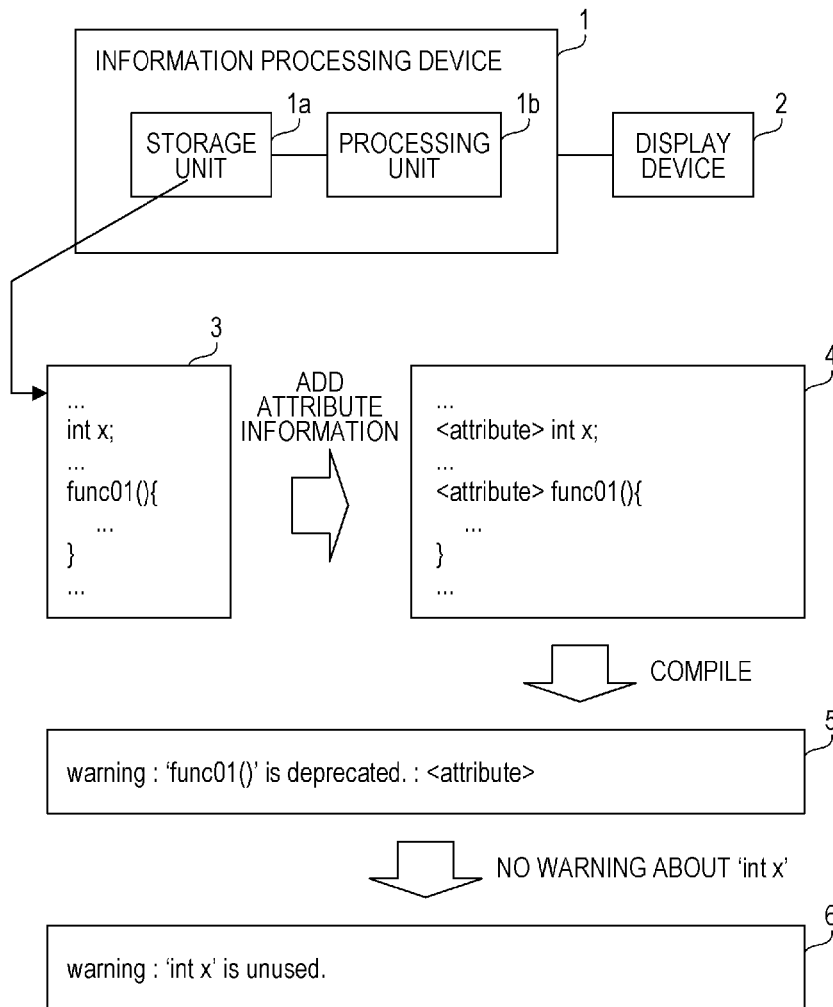 1
INFORMATION PROCESSING DEVICE
1a
1b
2
STORAGE
UNIT
PROCESSING
UNIT
DISPLAY
DEVICE
3
...
int x;
...
func01(){
...
}
...
ADD
ATTRIBUTE
INFORMATION
4
...
<attribute> int x;
...
<attribute> func01(){
...
}
...
COMPILE
5
warning : ‘func01()’ is deprecated. : <attribute>
NO WARNING ABOUT ‘int x’
6
warning : ‘int x’ is unused.